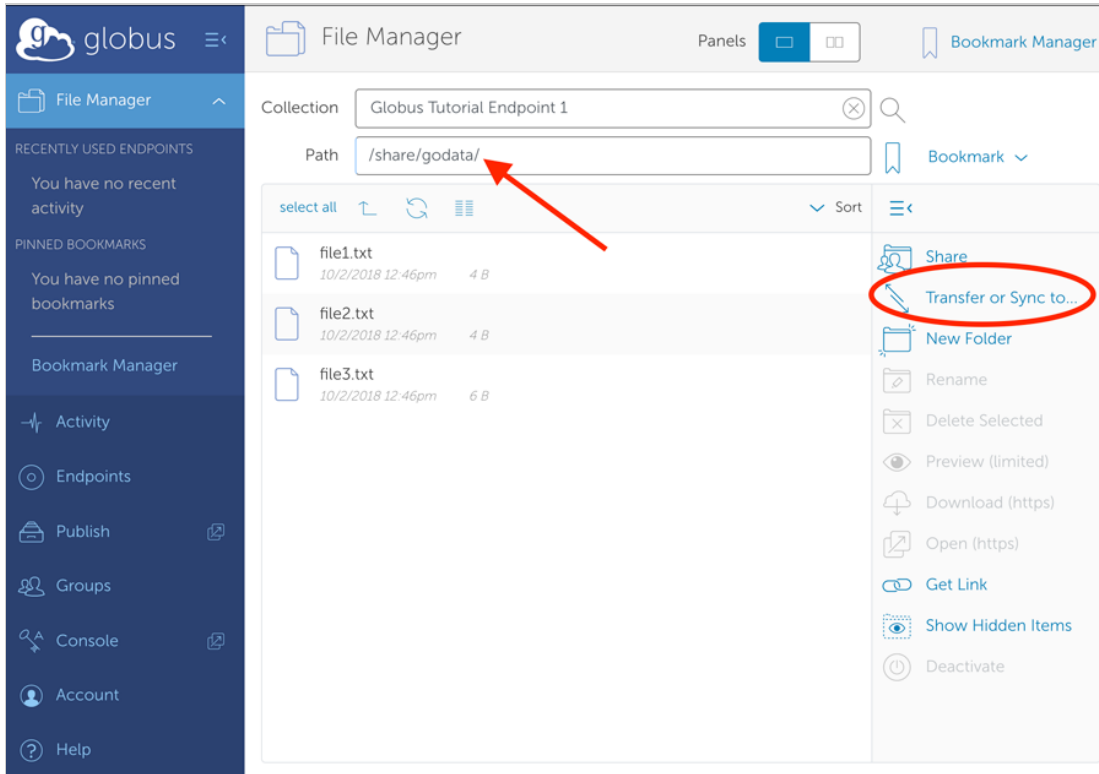 globus
File Manager
RECENTLY USED ENDPOINTS
You have no recent
activity
PINNED BOOKMARKS
You have no pinned
bookmarks
Bookmark Manager
Activity
Endpoints
Publish
Groups
Console
Account
Help
File Manager
Panels
Bookmark Manager
Collection
Globus Tutorial Endpoint 1
Path
/share/godata/
Bookmark
select all
Sort
file1.txt
10/2/2018 12:46pm 4 B
file2.txt
10/2/2018 12:46pm 4 B
file3.txt
10/2/2018 12:46pm 6 B
Share
Transfer or Sync to...
New Folder
Rename
Delete Selected
Preview (limited)
Download (https)
Open (https)
Get Link
Show Hidden Items
Deactivate